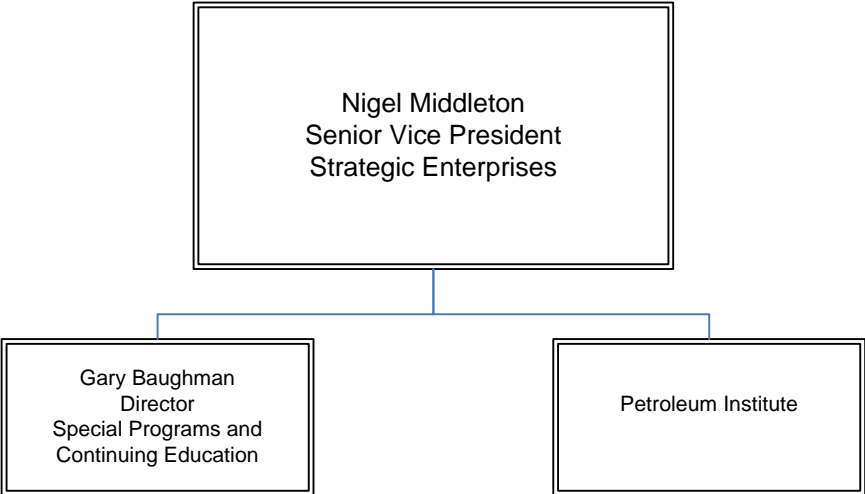 Nigel Middleton
Senior Vice President
Strategic Enterprises
Gary Baughman
Director
Special Programs and
Continuing Education
Petroleum Institute